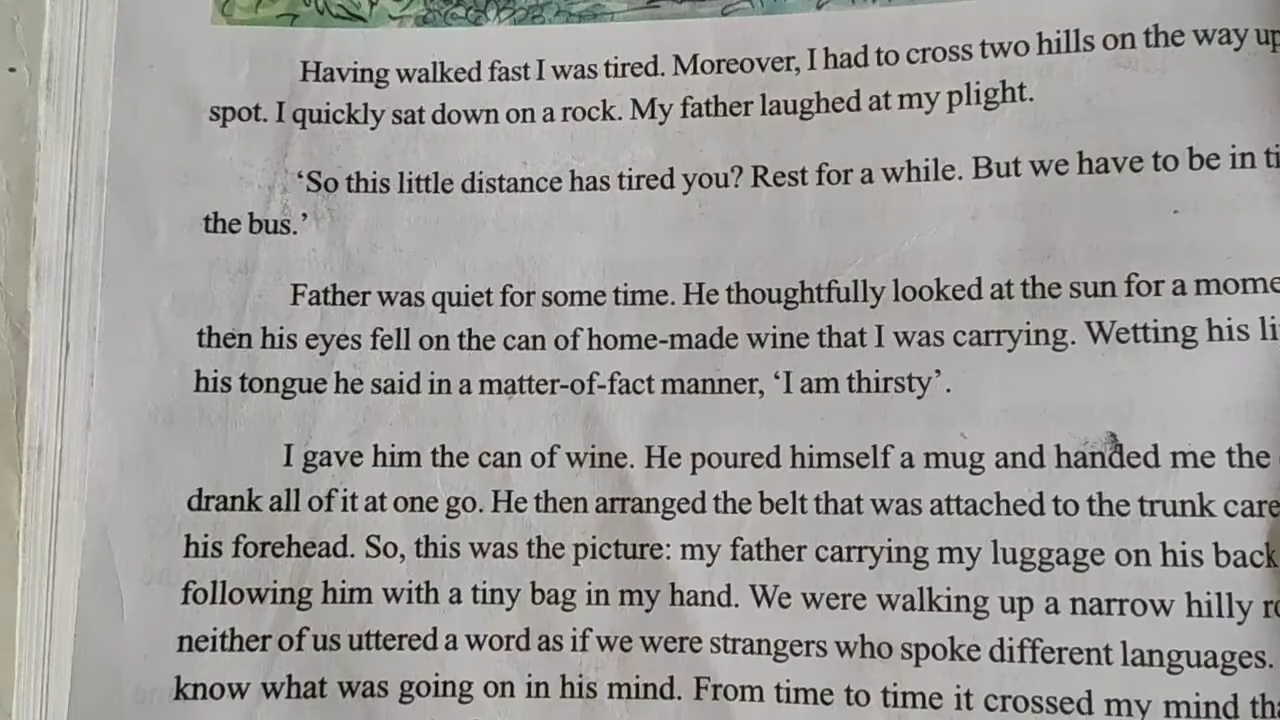 Having walked fast I was tired. Moreover, I had to cross two hills on the way up
spot. I quickly sat down on a rock. My father laughed at my plight.
‘So this little distance has tired you? Rest for a while. But we have to be in
the bus.’
Father was quiet for some time. He thoughtfully looked at the sun for a
then his eyes fell on the can of home-made wine that I was carrying. Wetting his
his tongue he said in a matter-of-fact manner, ‘I am thirsty’.
I gave him the can of wine. He poured himself a mug and handed me the
drank all of it at one go. He then arranged the belt that was attached to the trunk
his forehead. So, this was the picture: my father carrying my luggage on his back
following him with a tiny bag in my hand. We were walking up a narrow hilly
neither of us uttered a word as if we were strangers who spoke different languages.
know what was going on in his mind. From time to time it crossed my mind